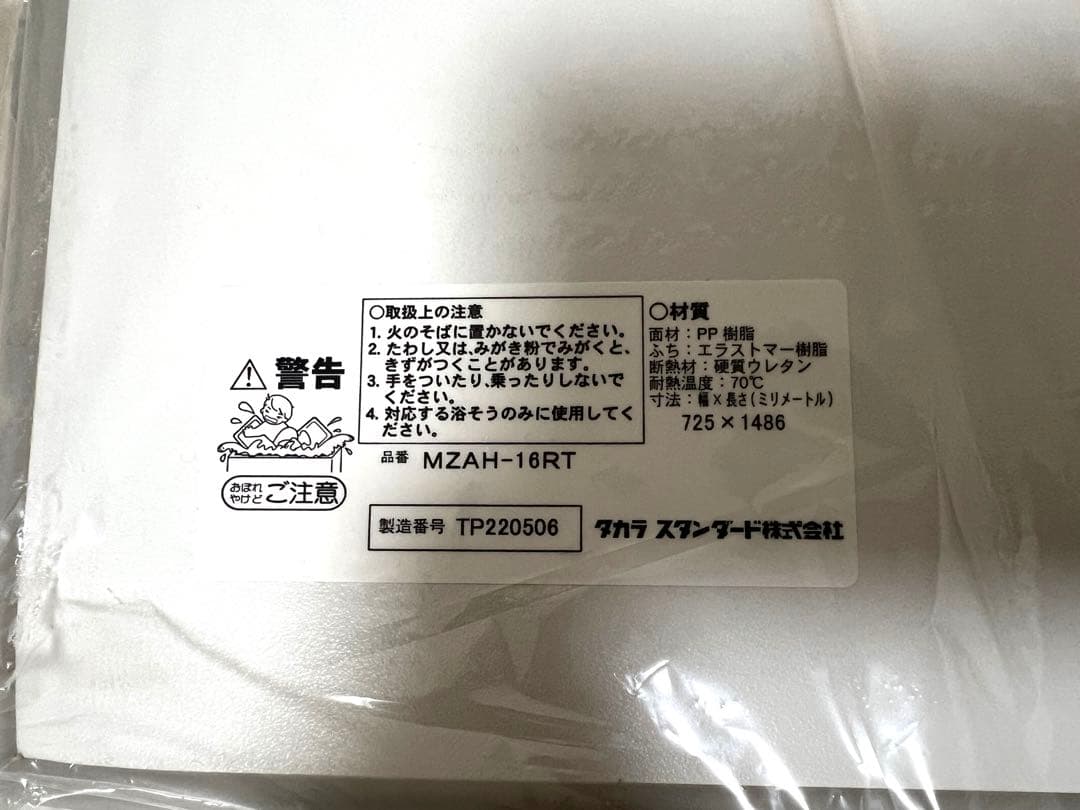 警告
おぼれ
やけど ご注意
○取扱上の注意
1. 火のそばに置かないでください。
2. たわし又は、みがき粉でみがくと、
きずがつくことがあります。
3. 手をついたり、乗ったりしないで
ください。
4. 対応する浴そうのみに使用してく
ださい。
○材質
面材：PP樹脂
ふち：エラストマー樹脂
断熱材：硬質ウレタン
耐熱温度：70℃
寸法：幅×長さ(ミリメートル)
725×1486
品番 MZAH-16RT
製造番号 TP220506
タカラスタンダード株式会社